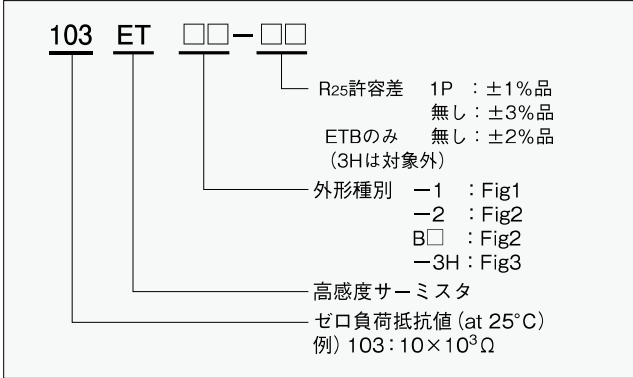 103 ET □□－□□
R25許容差 1P ：±1%品
無し：±3%品
ETBのみ 無し：±2%品
（3Hは対象外）
外形種別 －1 ：Fig1
－2 ：Fig2
B□ ：Fig2
－3H：Fig3
高感度サーミスタ
ゼロ負荷抵抗値（at 25°C）
例）103：10×10³Ω